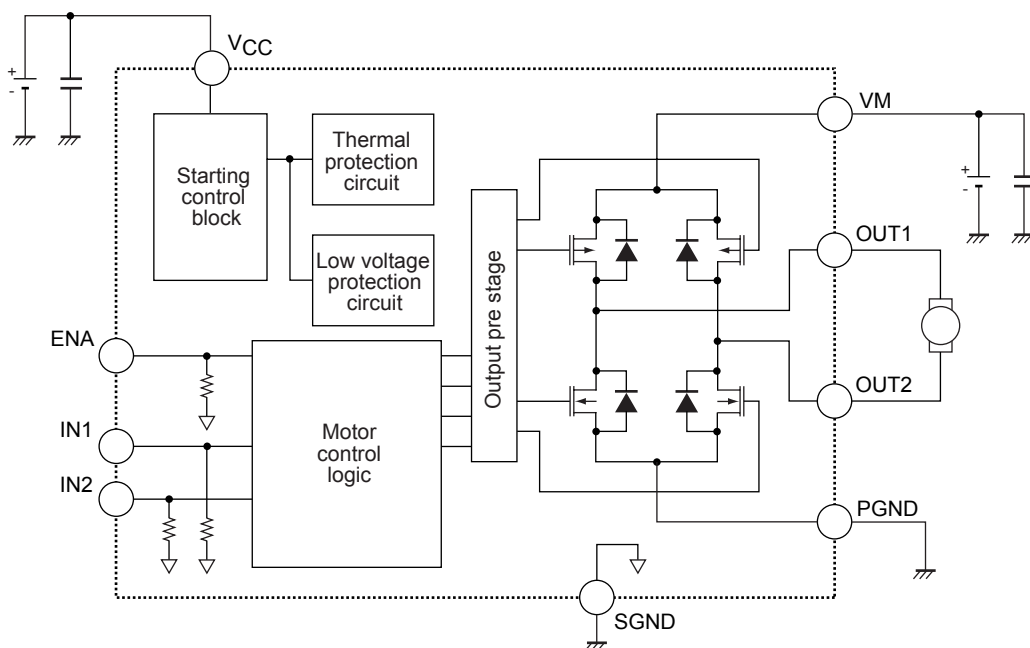 VCC
+
-
Starting
control
block
Thermal
protection
circuit
Low voltage
protection
circuit
Output pre stage
VM
+
-
OUT1
OUT2
ENA
IN1
IN2
Motor
control
logic
PGND
SGND